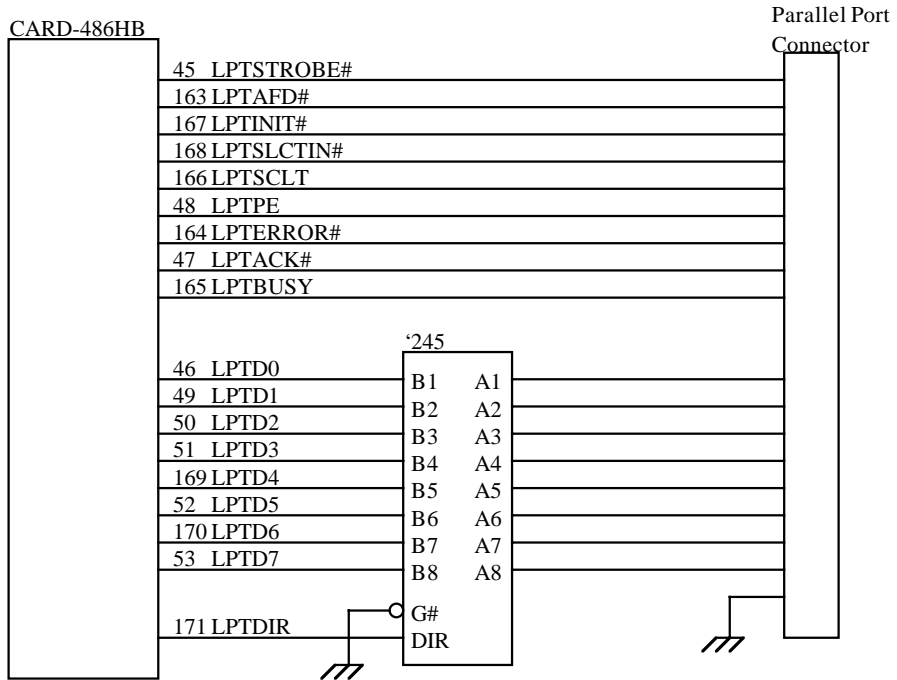 CARD-486HB
Parallel Port
Connector
45 LPTSTROBE#
163 LPTAFD#
167 LPTINIT#
168 LPTSLCTIN#
166 LPTSCLT
48 LPTPE
164 LPTERROR#
47 LPTACK#
165 LPTBUSY
‘245
46 LPTD0 B1 A1
49 LPTD1 B2 A2
50 LPTD2 B3 A3
51 LPTD3 B4 A4
169 LPTD4 B5 A5
52 LPTD5 B6 A6
170 LPTD6 B7 A7
53 LPTD7 B8 A8
G#
171 LPTDIR DIR